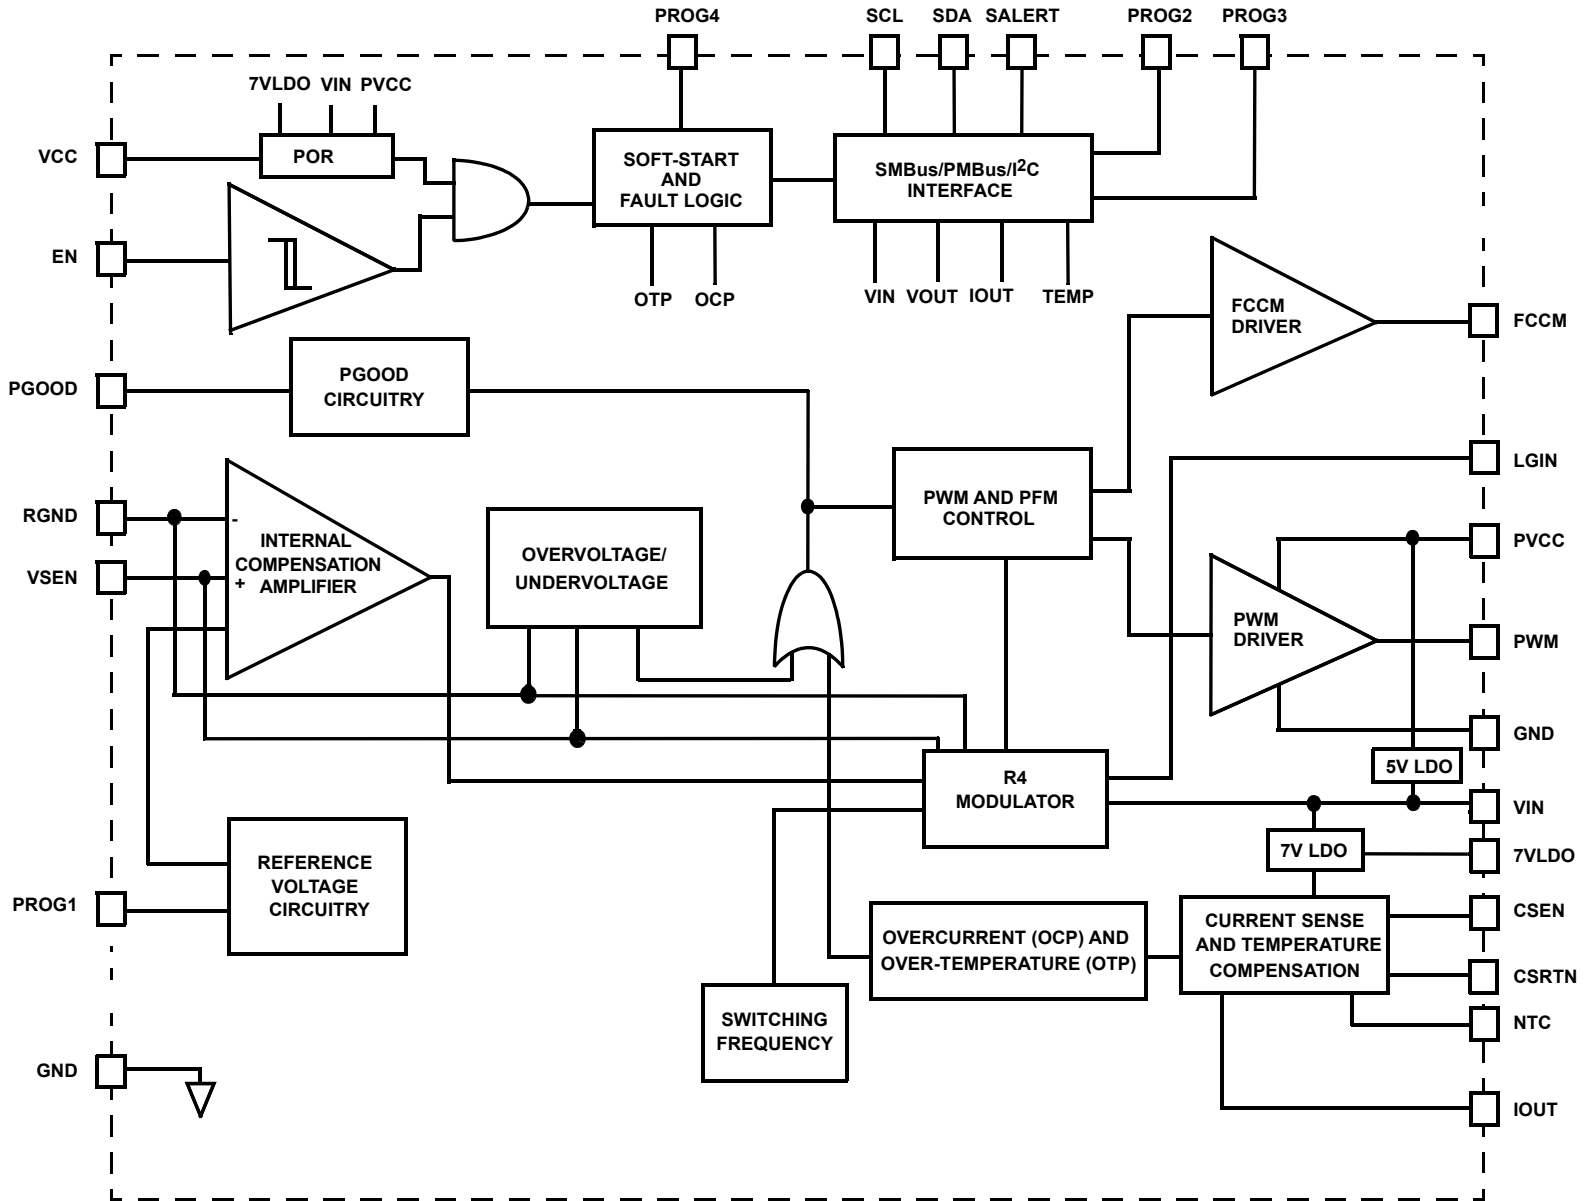 PROG4
SCL
SDA
SALERT
PROG2
PROG3
7VLDO
VIN
PVCC
VCC
POR
SOFT-START
AND
FAULT LOGIC
SMBus/PMBus/I2C
INTERFACE
EN
OTP
OCP
VIN
VOUT
IOUT
TEMP
FCCM
DRIVER
FCCM
PGOOD
PGOOD
CIRCUITRY
LGIN
RGND
-
INTERNAL
COMPENSATION
AMPLIFIER
VSEN
+
OVERVOLTAGE/
UNDERVOLTAGE
PWM AND PFM
CONTROL
PVCC
PWM
DRIVER
PWM
GND
5V LDO
R4
MODULATOR
VIN
7V LDO
7VLDO
REFERENCE
VOLTAGE
CIRCUITRY
PROG1
OVERCURRENT (OCP) AND
OVER-TEMPERATURE (OTP)
CURRENT SENSE
AND TEMPERATURE
COMPENSATION
CSEN
CSRTN
NTC
SWITCHING
FREQUENCY
GND
IOUT